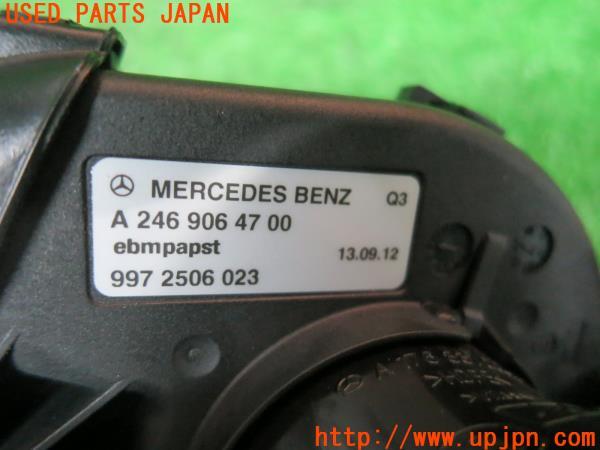 USED PARTS JAPAN
MERCEDES BENZ Q3
A 246 906 47 00
ebmpapst 13.09.12
997 2506 023
http://www.upjpn.com/